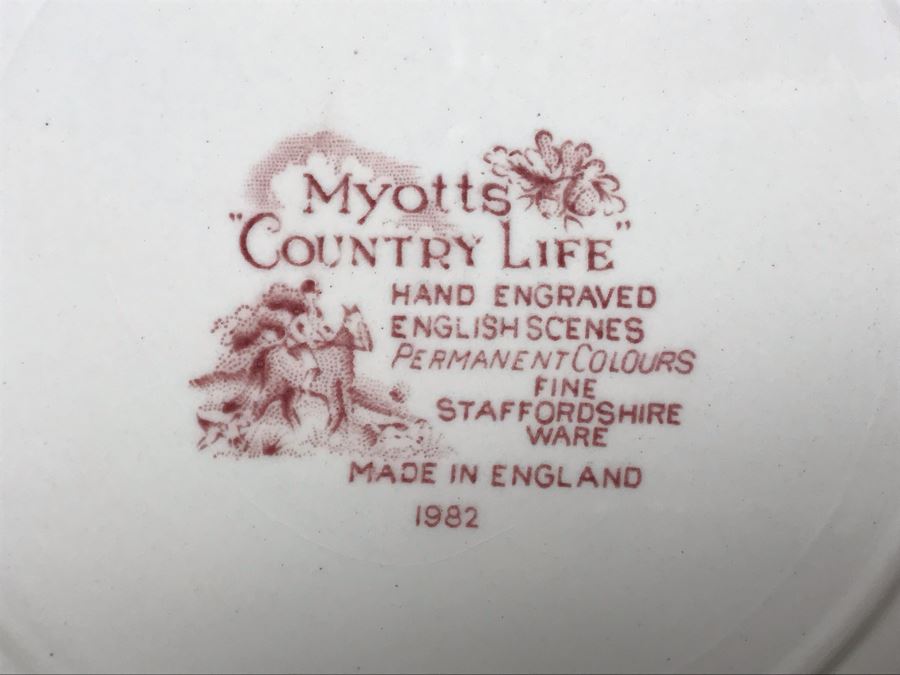 Myotts
"COUNTRY LIFE"
HAND ENGRAVED
ENGLISH SCENES
PERMANENT COLOURS
FINE
STAFFORDSHIRE
WARE
MADE IN ENGLAND
1982